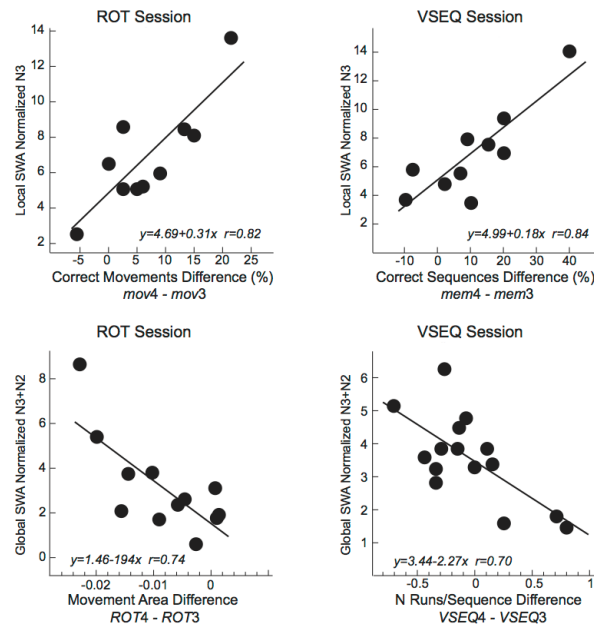 ROT Session
Local SWA Normalized N3
14
12
10
8
6
4
2
y=4.69+0.31x r=0.82
-5 0 5 10 15 20 25
Correct Movements Difference (%)
mov4 - mov3
VSEQ Session
Local SWA Normalized N3
14
12
10
8
6
4
2
y=4.99+0.18x r=0.84
-10 0 10 20 30 40
Correct Sequences Difference (%)
mem4 - mem3
ROT Session
Global SWA Normalized N3+N2
8
6
4
2
0
y=1.46-194x r=0.74
-0.02 -0.01 0
Movement Area Difference
ROT4 - ROT3
VSEQ Session
Global SWA Normalized N3+N2
6
5
4
3
2
1
y=3.44-2.27x r=0.70
-0.5 0 0.5 1
N Runs/Sequence Difference
VSEQ4 - VSEQ3